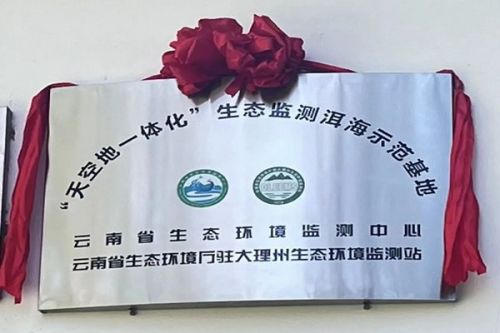 “天空地一体化”生态监测洱海示范基地
云南省生态环境监测中心
云南省生态环境厅驻大理州生态环境监测站